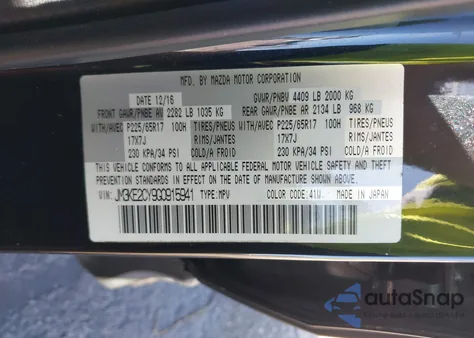 MFD. BY MAZDA MOTOR CORPORATION
DATE 12/16 GVWR/PNBV 4409 LB 2000 KG
FRONT GAWR/PNBE AV 2282 LB 1035 KG REAR GAWR/PNBE AR 2134 LB 968 KG
WITH/AVEC P225/65R17 100H TIRES/PNEUS WITH/AVEC P225/65R17 100H TIRES/PNEUS
17X7J RIMS/JANTES 17X7J RIMS/JANTES
230 KPA/34 PSI COLD/A FROID 230 KPA/34 PSI COLD/A FROID
THIS VEHICLE CONFORMS TO ALL APPLICABLE FEDERAL MOTOR VEHICLE SAFETY AND THEFT
PREVENTION STANDARDS IN EFFECT ON THE DATE OF MANUFACTURE SHOWN ABOVE.
VIN: JM3KE2CY9G0915941 TYPE:MPV COLOR CODE:41W MADE IN JAPAN
autoSnap